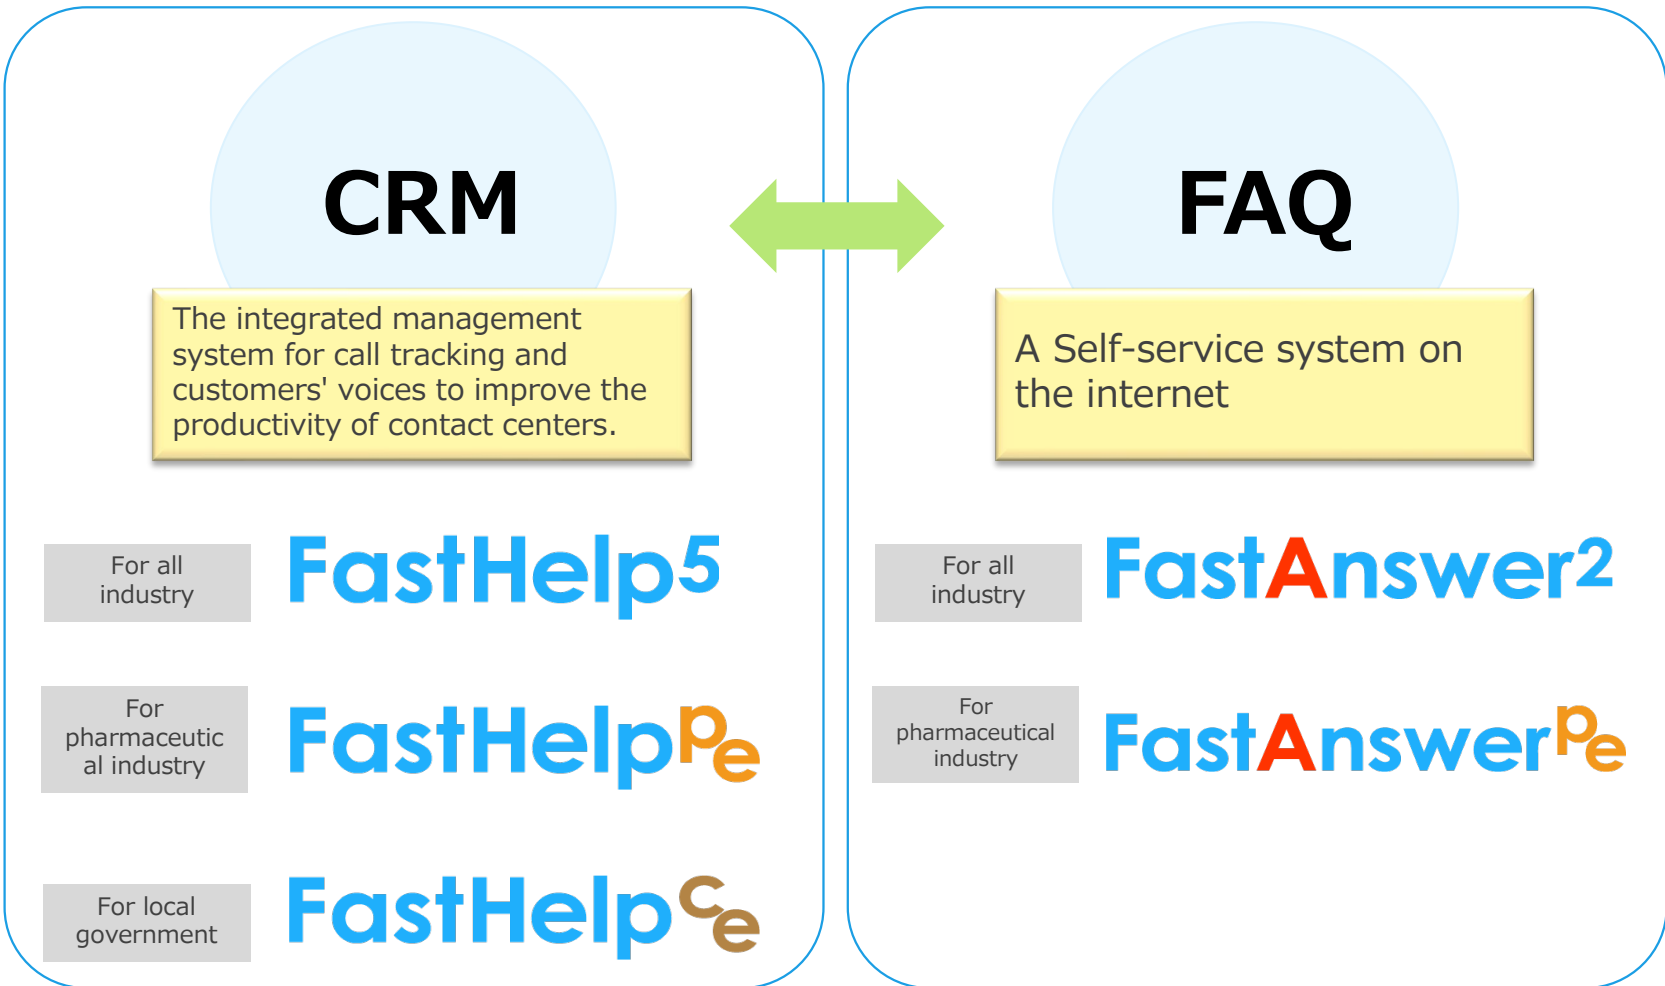 CRM
The integrated management
system for call tracking and
customers' voices to improve the
productivity of contact centers.
For all
industry
FastHelp5
For
pharmaceutic
al industry
FastHelppe
For local
government
FastHelpce
FAQ
A Self-service system on
the internet
For all
industry
FastAnswer2
For
pharmaceutical
industry
FastAnswerpe